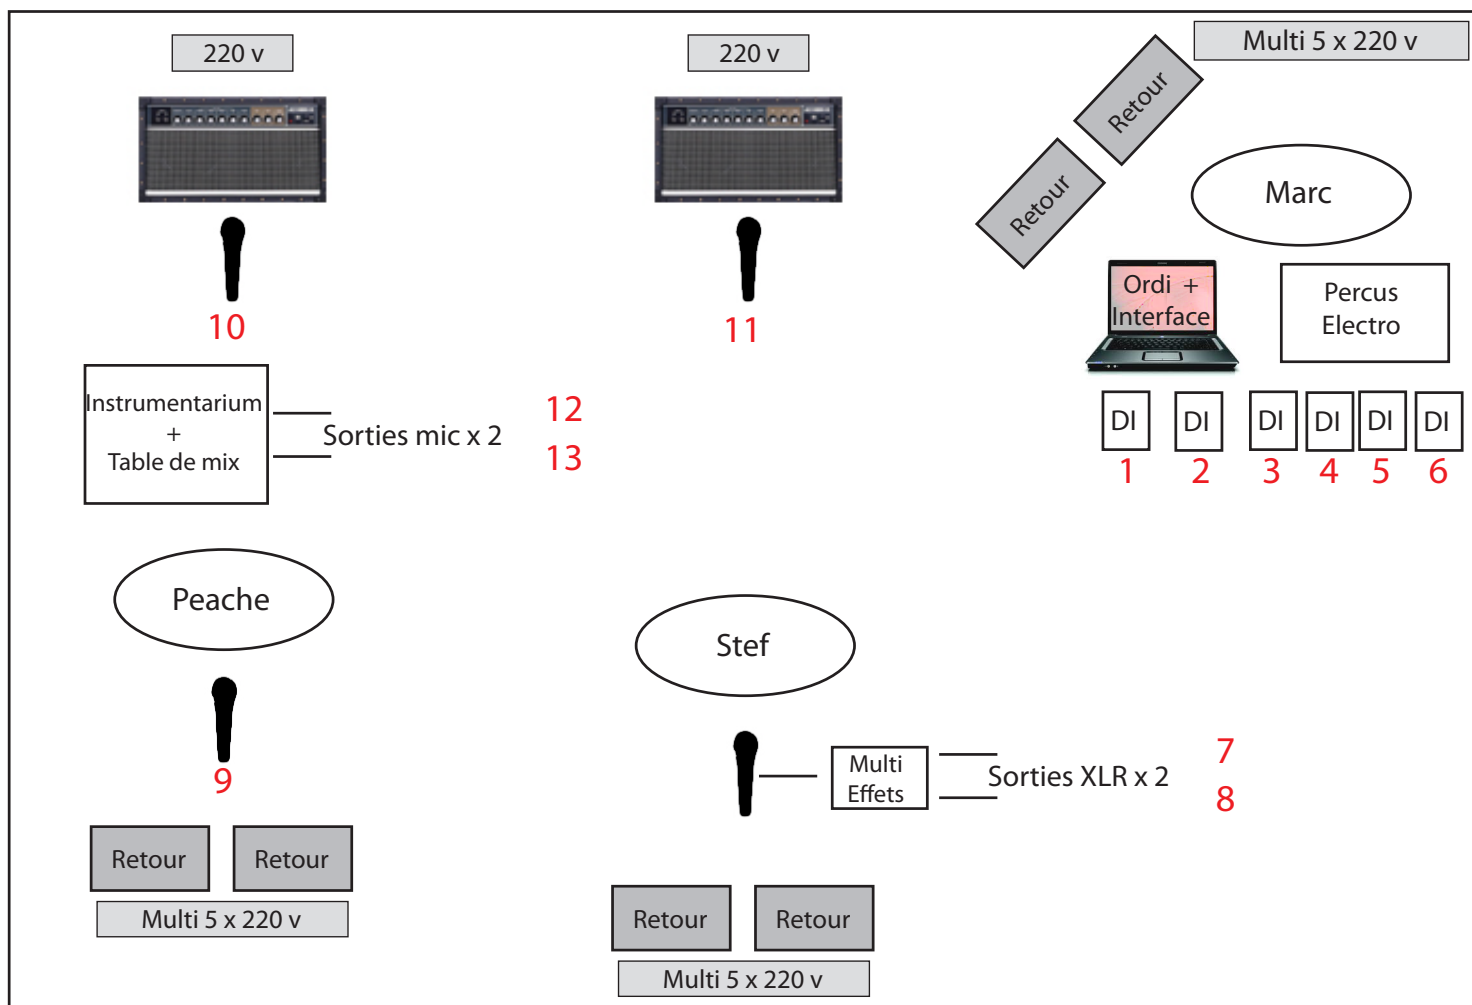 220 v
220 v
Multi 5 x 220 v
Retour
Retour
Marc
Ordi +
Interface
Percus
Electro
10
11
Instrumentarium
+
Table de mix
Sorties mic x 2
12
13
DI
DI
DI
DI
DI
DI
1
2
3
4
5
6
Peache
Stef
9
Multi
Effets
Sorties XLR x 2
7
8
Retour
Retour
Multi 5 x 220 v
Retour
Retour
Multi 5 x 220 v